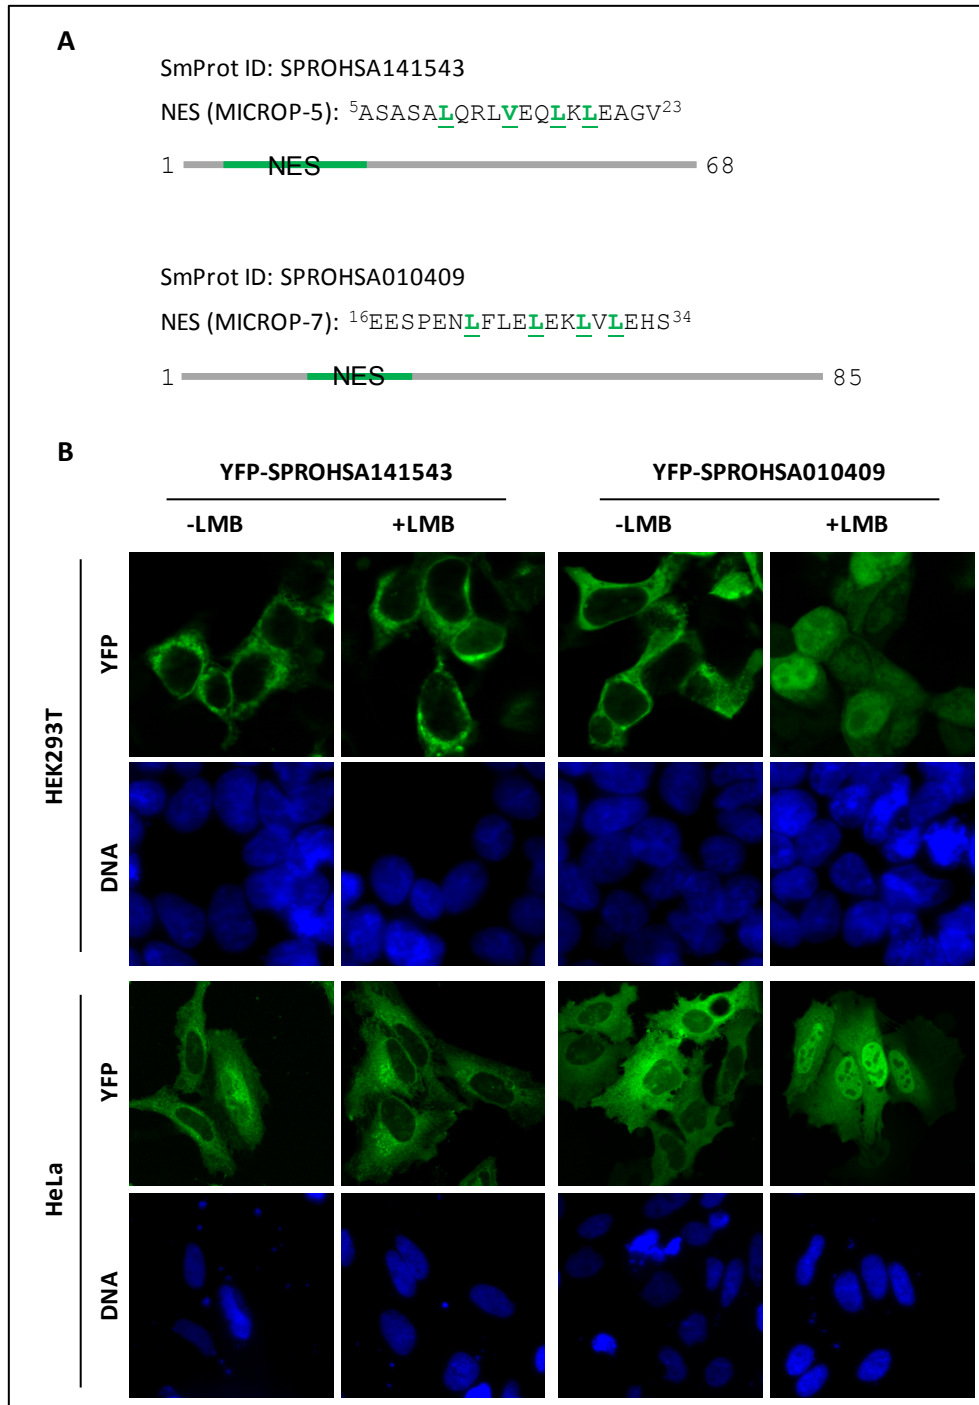 A
SmProt ID: SPROHSA141543
NES (MICROP-5): ⁵ASASALQRLVEQLKLEAGV²³
1 NES 68
SmProt ID: SPROHSA010409
NES (MICROP-7): ¹⁶EESPENLFLELEKLVLEHS³⁴
1 NES 85
B
YFP-SPROHSA141543 YFP-SPROHSA010409
-LMB +LMB -LMB +LMB
HEK293T
YFP
DNA
HeLa
YFP
DNA